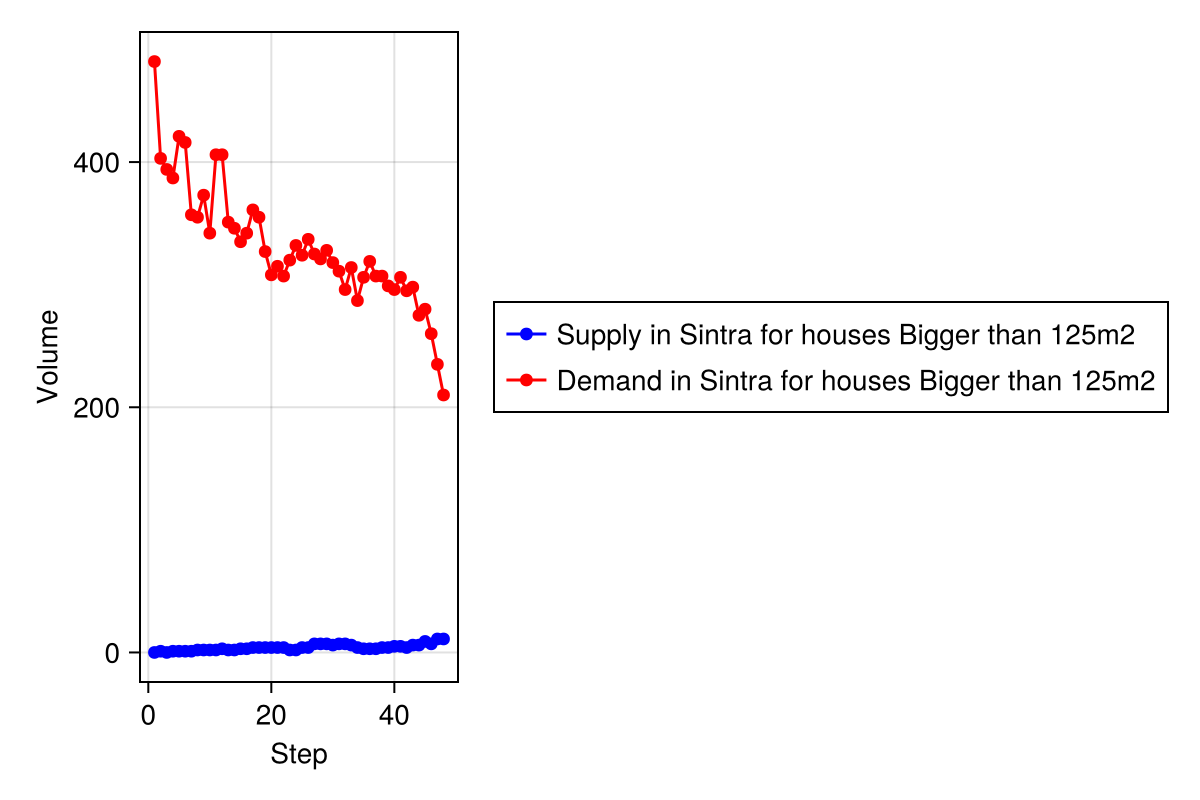 400
200
0
Volume
0 20 40
Step
Supply in Sintra for houses Bigger than 125m2
Demand in Sintra for houses Bigger than 125m2